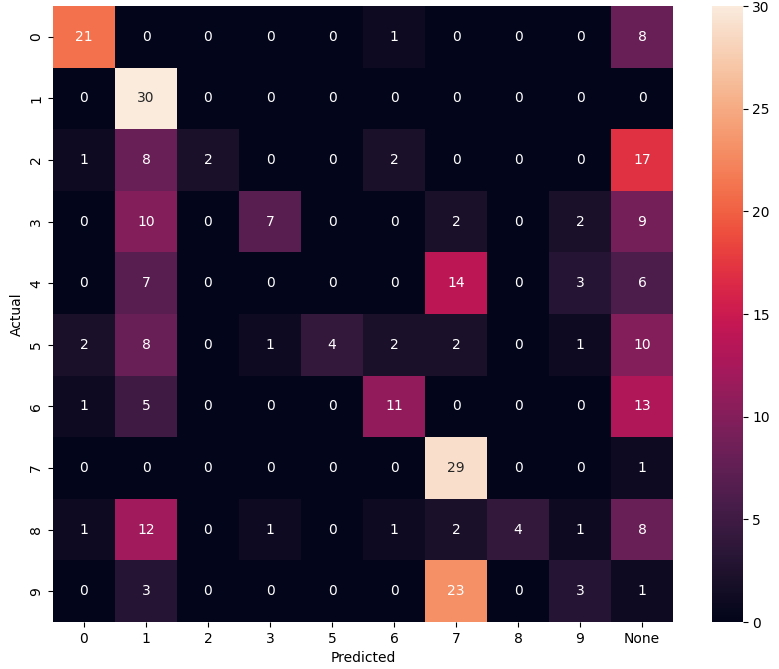 0 21 0 0 0 0 1 0 0 0 8
1 0 30 0 0 0 0 0 0 0 0
2 1 8 2 0 0 2 0 0 0 17
3 0 10 0 7 0 0 2 0 2 9
4 0 7 0 0 0 0 14 0 3 6
5 2 8 0 1 4 2 2 0 1 10
6 1 5 0 0 0 11 0 0 0 13
7 0 0 0 0 0 0 29 0 0 1
8 1 12 0 1 0 1 2 4 1 8
9 0 3 0 0 0 0 23 0 3 1
0 1 2 3 5 6 7 8 9 None
Predicted
Actual
30
25
20
15
10
5
0